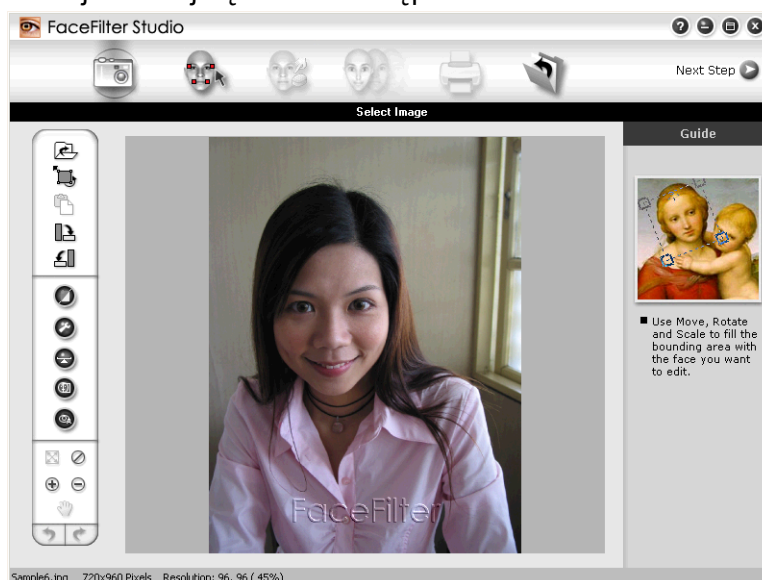 FaceFilter Studio
Next Step
Select Image
Guide
Use Move, Rotate
and Scale to fill the
bounding area with
the face you want
to edit.
FaceFilter
Sample6.jpg 720x960 Pixels Resolution: 96, 96 ( 45%)